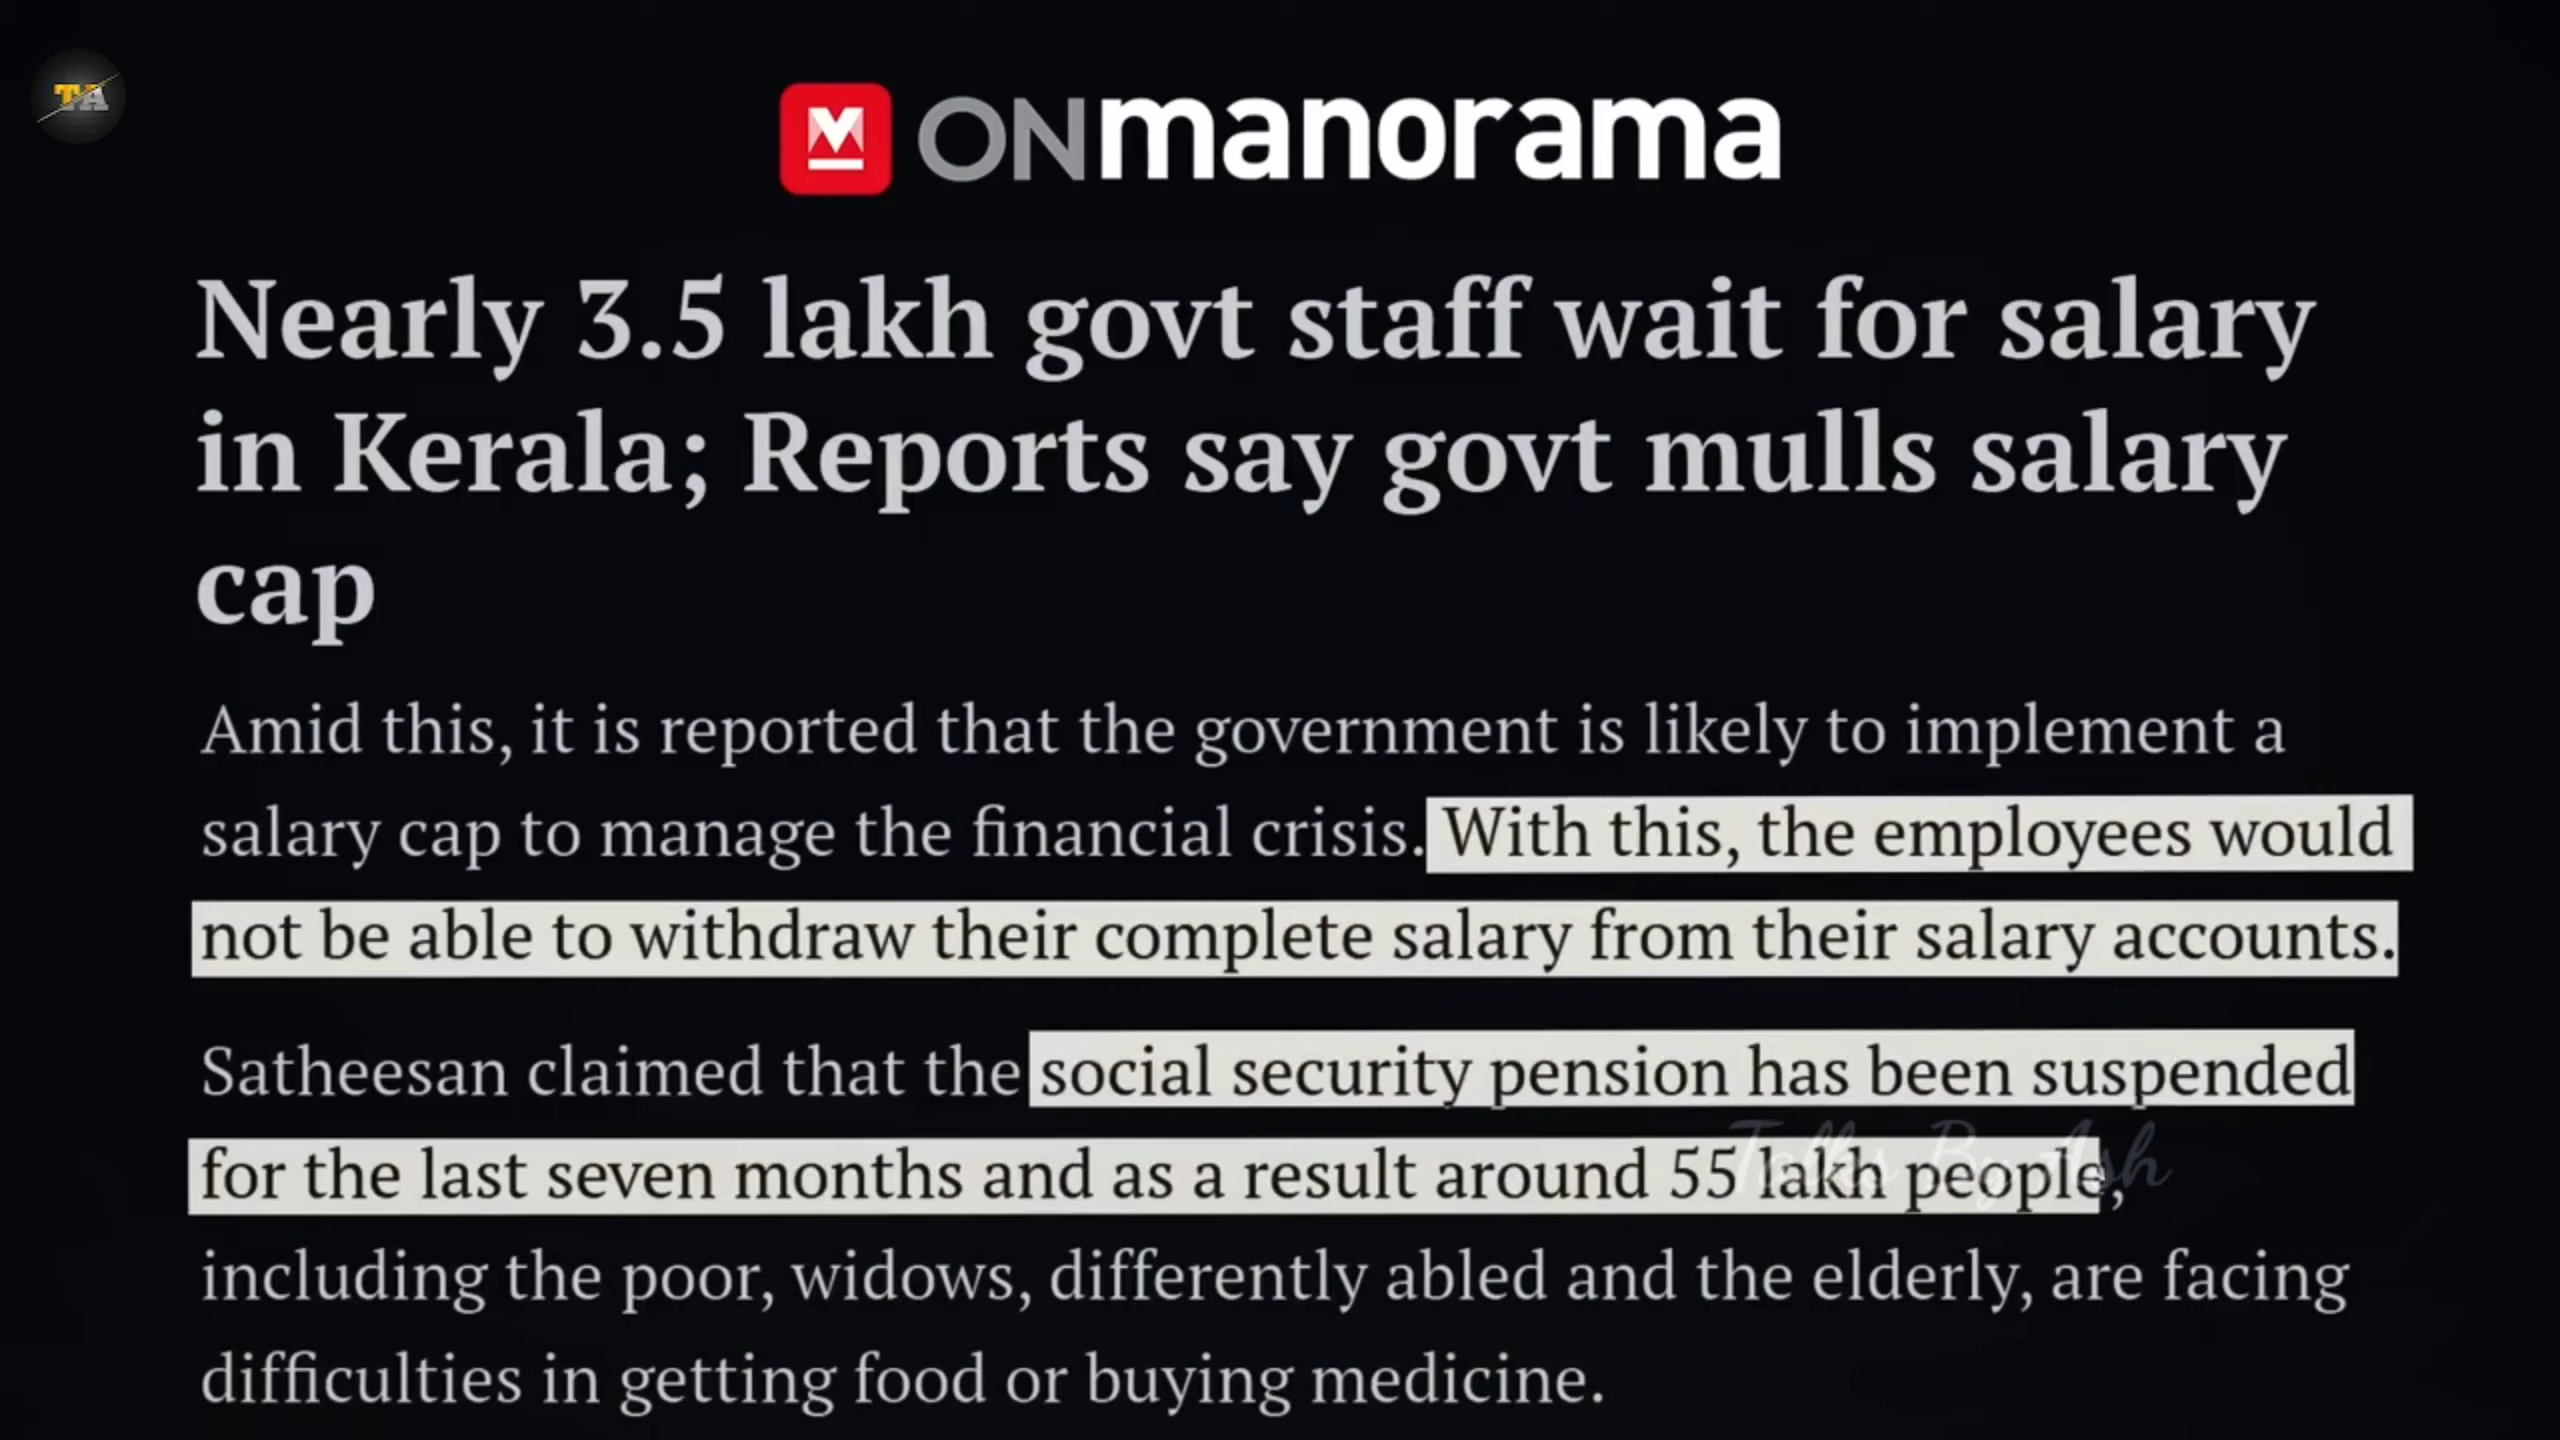 TA
ONmanorama
Nearly 3.5 lakh govt staff wait for salary
in Kerala; Reports say govt mulls salary
cap
Amid this, it is reported that the government is likely to implement a
salary cap to manage the financial crisis. With this, the employees would
not be able to withdraw their complete salary from their salary accounts.
Satheesan claimed that the social security pension has been suspended
for the last seven months and as a result around 55 lakh people,
Talks By Ash
including the poor, widows, differently abled and the elderly, are facing
difficulties in getting food or buying medicine.